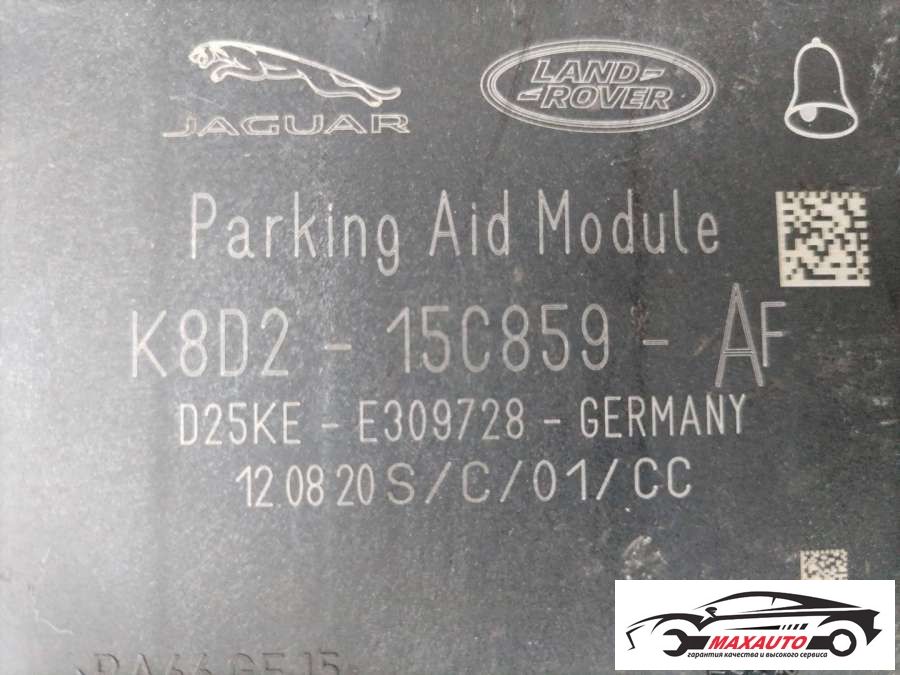 JAGUAR
LAND-
-ROVER
Parking Aid Module
K8D2 - 15C859 - AF
D25KE - E309728 - GERMANY
12.08.20 S/C/01/CC
MAXAUTO
гарантия качества и высокого сервиса